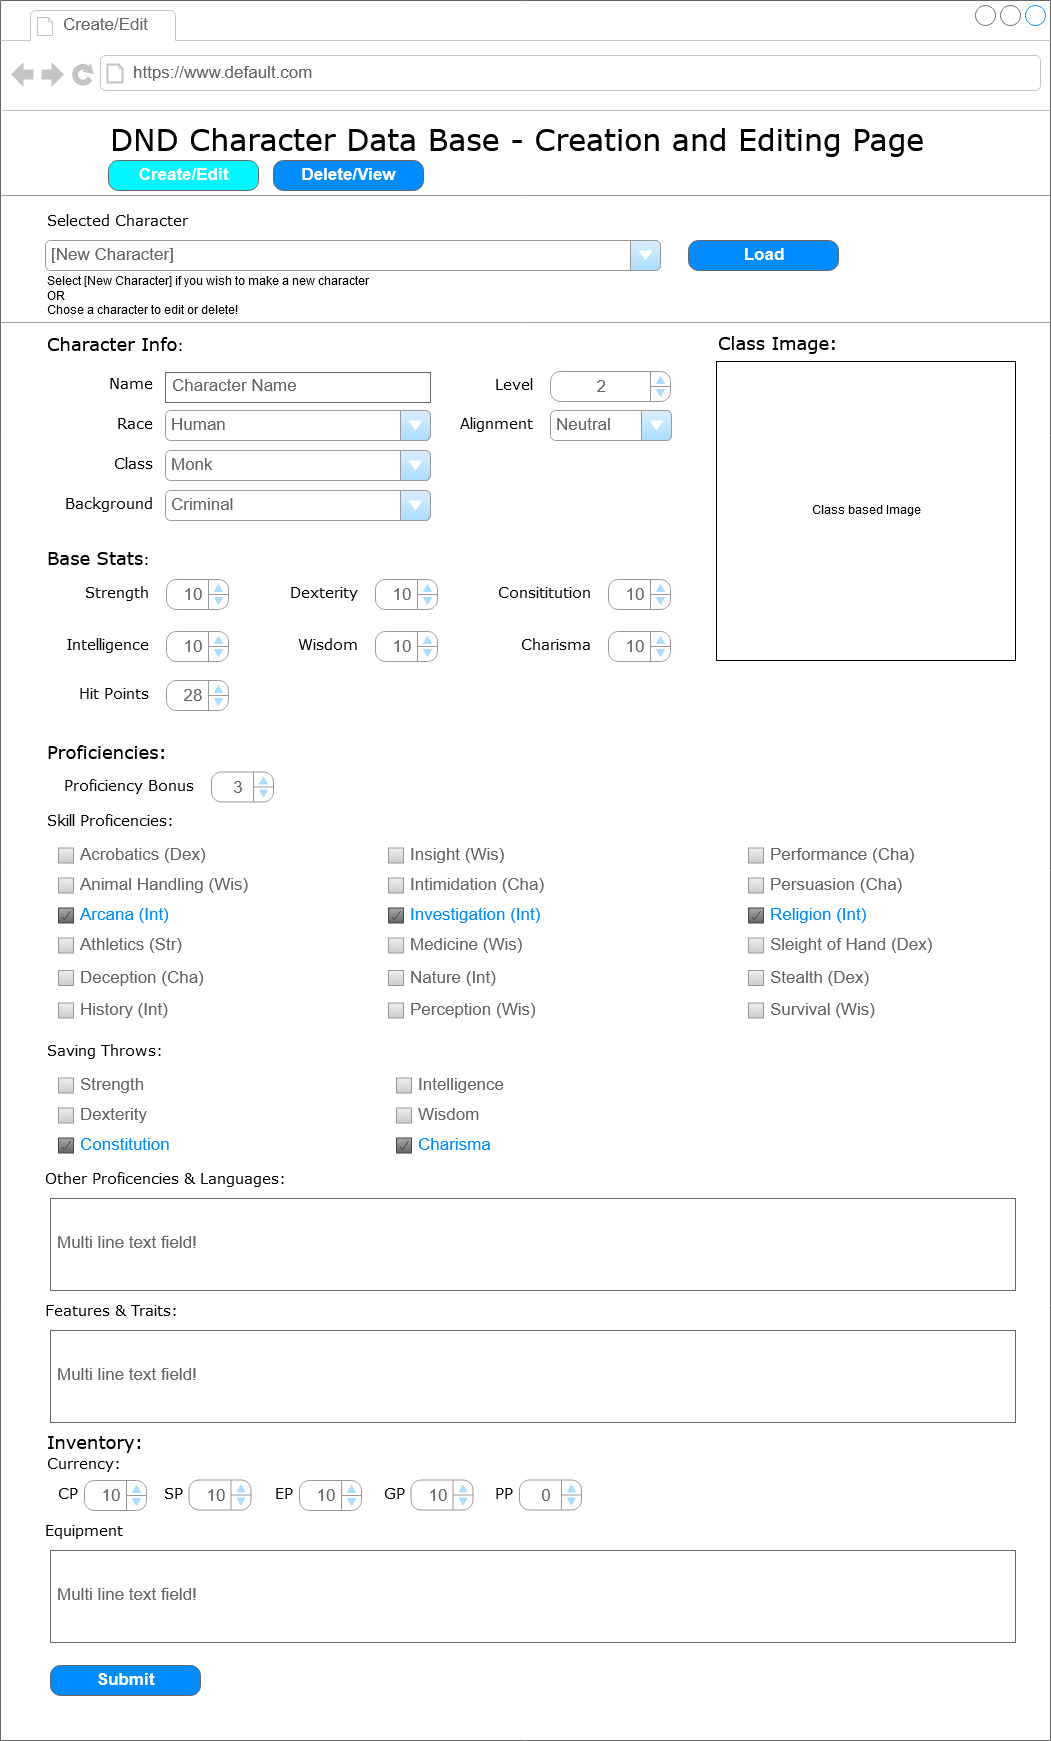 Create/Edit
https://www.default.com
DND Character Data Base - Creation and Editing Page
Create/Edit Delete/View
Selected Character
[New Character] Load
Select [New Character] if you wish to make a new character
OR
Chose a character to edit or delete!
Character Info: Class Image:
Name Character Name Level 2
Race Human Alignment Neutral
Class Monk
Background Criminal
Class based Image
Base Stats:
Strength 10 Dexterity 10 Consititution 10
Intelligence 10 Wisdom 10 Charisma 10
Hit Points 28
Proficiencies:
Proficiency Bonus 3
Skill Proficencies:
Acrobatics (Dex) Insight (Wis) Performance (Cha)
Animal Handling (Wis) Intimidation (Cha) Persuasion (Cha)
Arcana (Int) Investigation (Int) Religion (Int)
Athletics (Str) Medicine (Wis) Sleight of Hand (Dex)
Deception (Cha) Nature (Int) Stealth (Dex)
History (Int) Perception (Wis) Survival (Wis)
Saving Throws:
Strength Intelligence
Dexterity Wisdom
Constitution Charisma
Other Proficencies & Languages:
Multi line text field!
Features & Traits:
Multi line text field!
Inventory:
Currency:
CP 10 SP 10 EP 10 GP 10 PP 0
Equipment
Multi line text field!
Submit